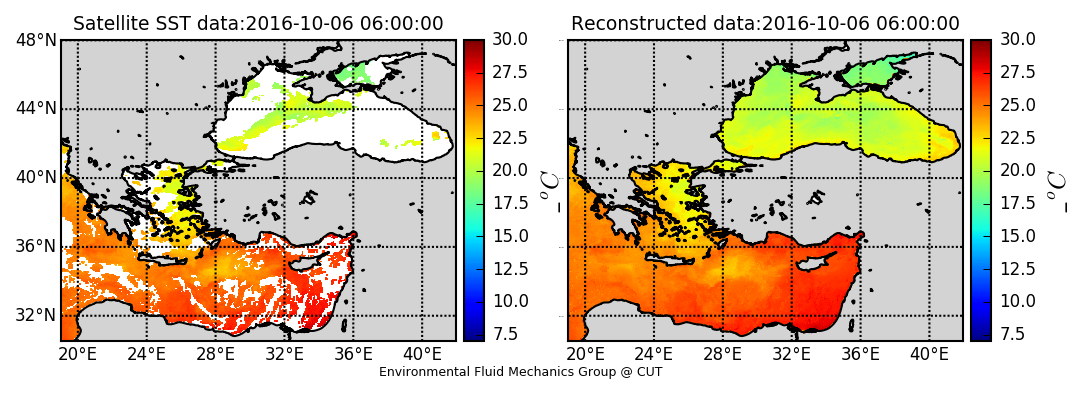 Satellite SST data:2016-10-06 06:00:00
48°N
44°N
40°N
36°N
32°N
20°E 24°E 28°E 32°E 36°E 40°E
30.0
27.5
25.0
22.5
20.0
17.5
15.0
12.5
10.0
7.5
_ °C
Reconstructed data:2016-10-06 06:00:00
20°E 24°E 28°E 32°E 36°E 40°E
30.0
27.5
25.0
22.5
20.0
17.5
15.0
12.5
10.0
7.5
_ °C
Environmental Fluid Mechanics Group @ CUT